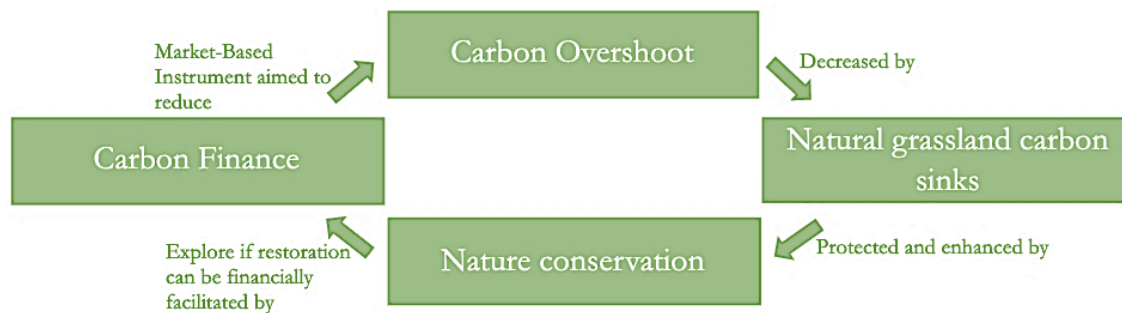 Carbon Overshoot
Market-Based
Instrument aimed to
reduce
Decreased by
Carbon Finance
Natural grassland carbon
sinks
Nature conservation
Protected and enhanced by
Explore if restoration
can be financially
facilitated by